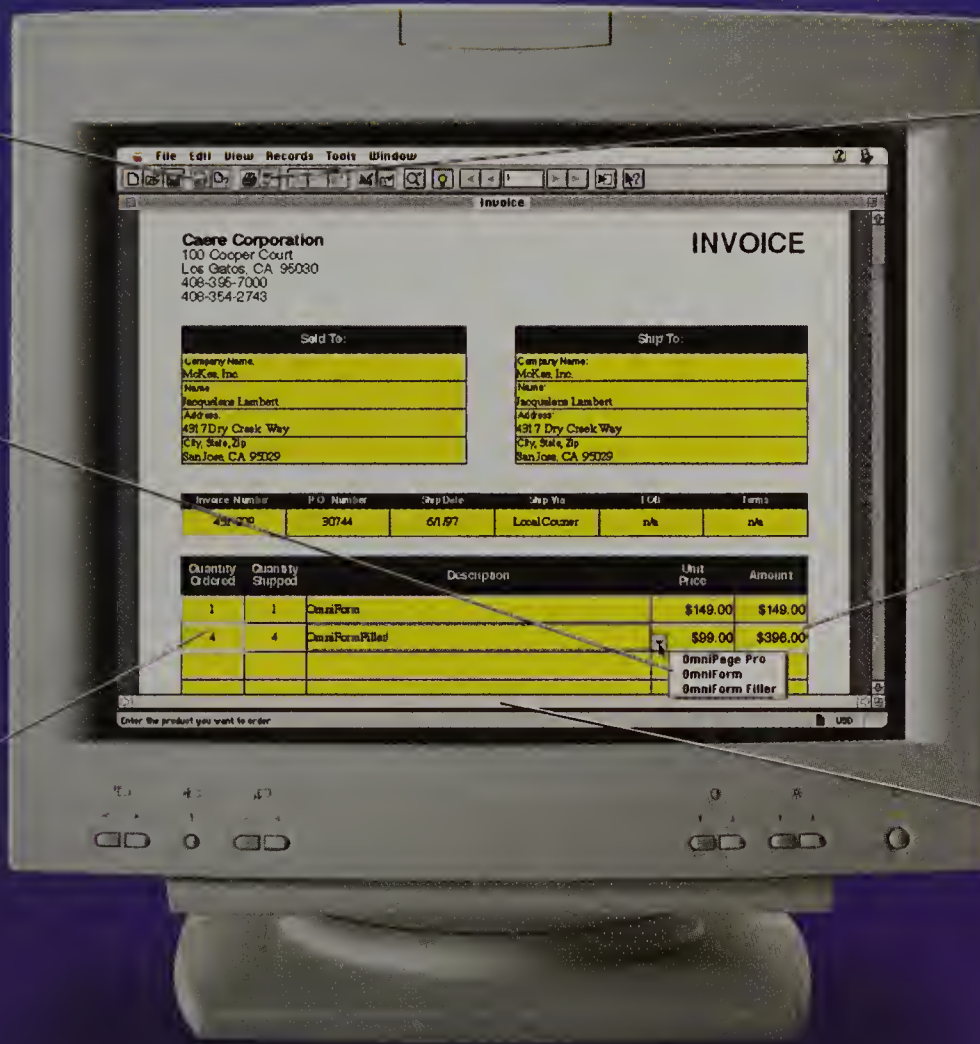 File Edit View Records Tools Window
Invoice
Caere Corporation
100 Cooper Court
Los Gatos, CA 95030
408-395-7000
408-354-2743
INVOICE
Sold To:
Company Name:
McKee, Inc.
Name:
Jacquelene Lambert
Address:
4917 Dry Creek Way
City, State, Zip
San Jose, CA 95029
Ship To:
Company Name:
McKee, Inc.
Name:
Jacquelene Lambert
Address:
4917 Dry Creek Way
City, State, Zip
San Jose, CA 95029
Invoice Number P.O. Number Ship Date Ship Via FOB Terms
30744 6/1/97 Local Courier n/a n/a
Quantity Ordered Quantity Shipped Description Unit Price Amount
1 1 OmniForm $149.00 $149.00
4 4 OmniFormFiller $99.00 $396.00
OmniPage Pro
OmniForm
OmniForm Filler
Enter the product you want to order USD